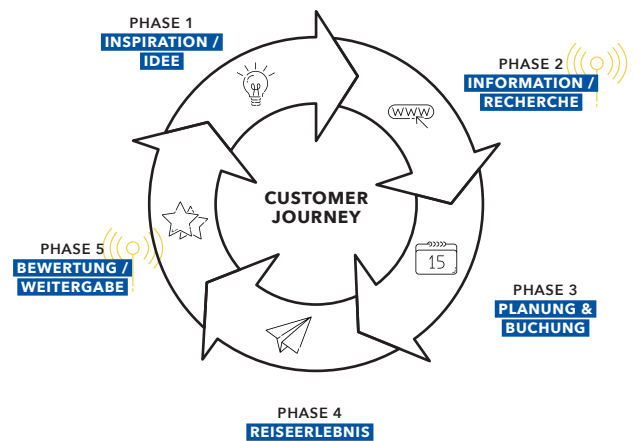 PHASE 1
INSPIRATION /
IDEE
PHASE 2
INFORMATION /
RECHERCHE
WWW
CUSTOMER
JOURNEY
15
PHASE 3
PLANUNG &
BUCHUNG
PHASE 4
REISEERLEBNIS
PHASE 5
BEWERTUNG /
WEITERGABE